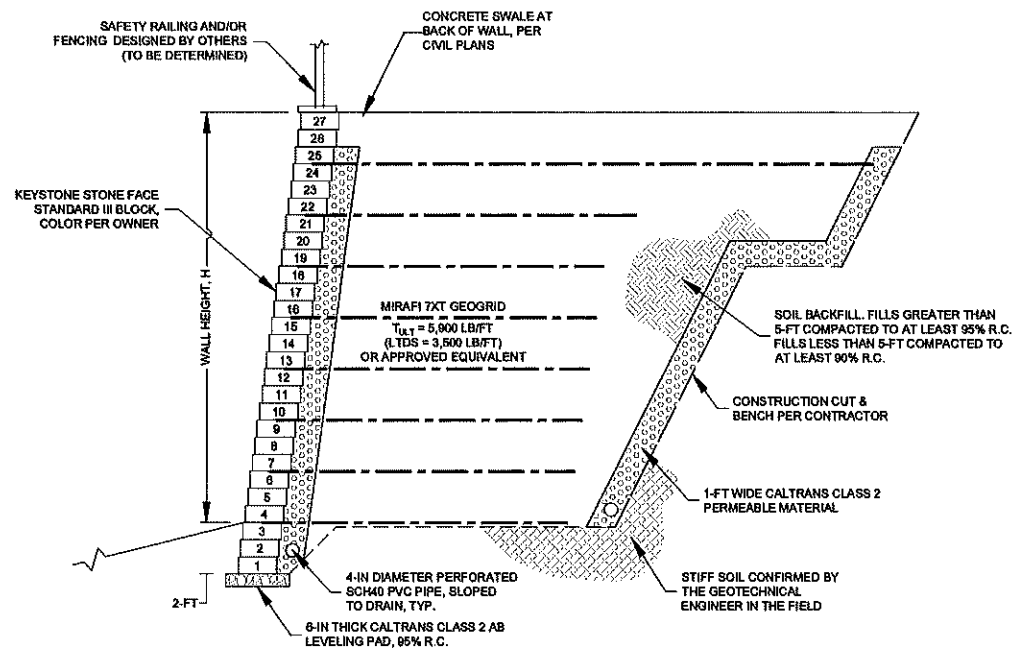 SAFETY RAILING AND/OR
FENCING DESIGNED BY OTHERS
(TO BE DETERMINED)
CONCRETE SWALE AT
BACK OF WALL, PER
CIVIL PLANS
KEYSTONE STONE FACE
STANDARD III BLOCK,
COLOR PER OWNER
WALL HEIGHT, H
27
26
25
24
23
22
21
20
19
18
17
16
15
14
13
12
11
10
9
8
7
6
5
4
3
2
1
MIRAFI 7XT GEOGRID
TULT = 5,900 LB/FT
(LTDS = 3,500 LB/FT)
OR APPROVED EQUIVALENT
SOIL BACKFILL. FILLS GREATER THAN
5-FT COMPACTED TO AT LEAST 95% R.C.
FILLS LESS THAN 5-FT COMPACTED TO
AT LEAST 90% R.C.
CONSTRUCTION CUT &
BENCH PER CONTRACTOR
1-FT WIDE CALTRANS CLASS 2
PERMEABLE MATERIAL
STIFF SOIL CONFIRMED BY
THE GEOTECHNICAL
ENGINEER IN THE FIELD
4-IN DIAMETER PERFORATED
SCH40 PVC PIPE, SLOPED
TO DRAIN, TYP.
2-FT
6-IN THICK CALTRANS CLASS 2 AB
LEVELING PAD, 95% R.C.